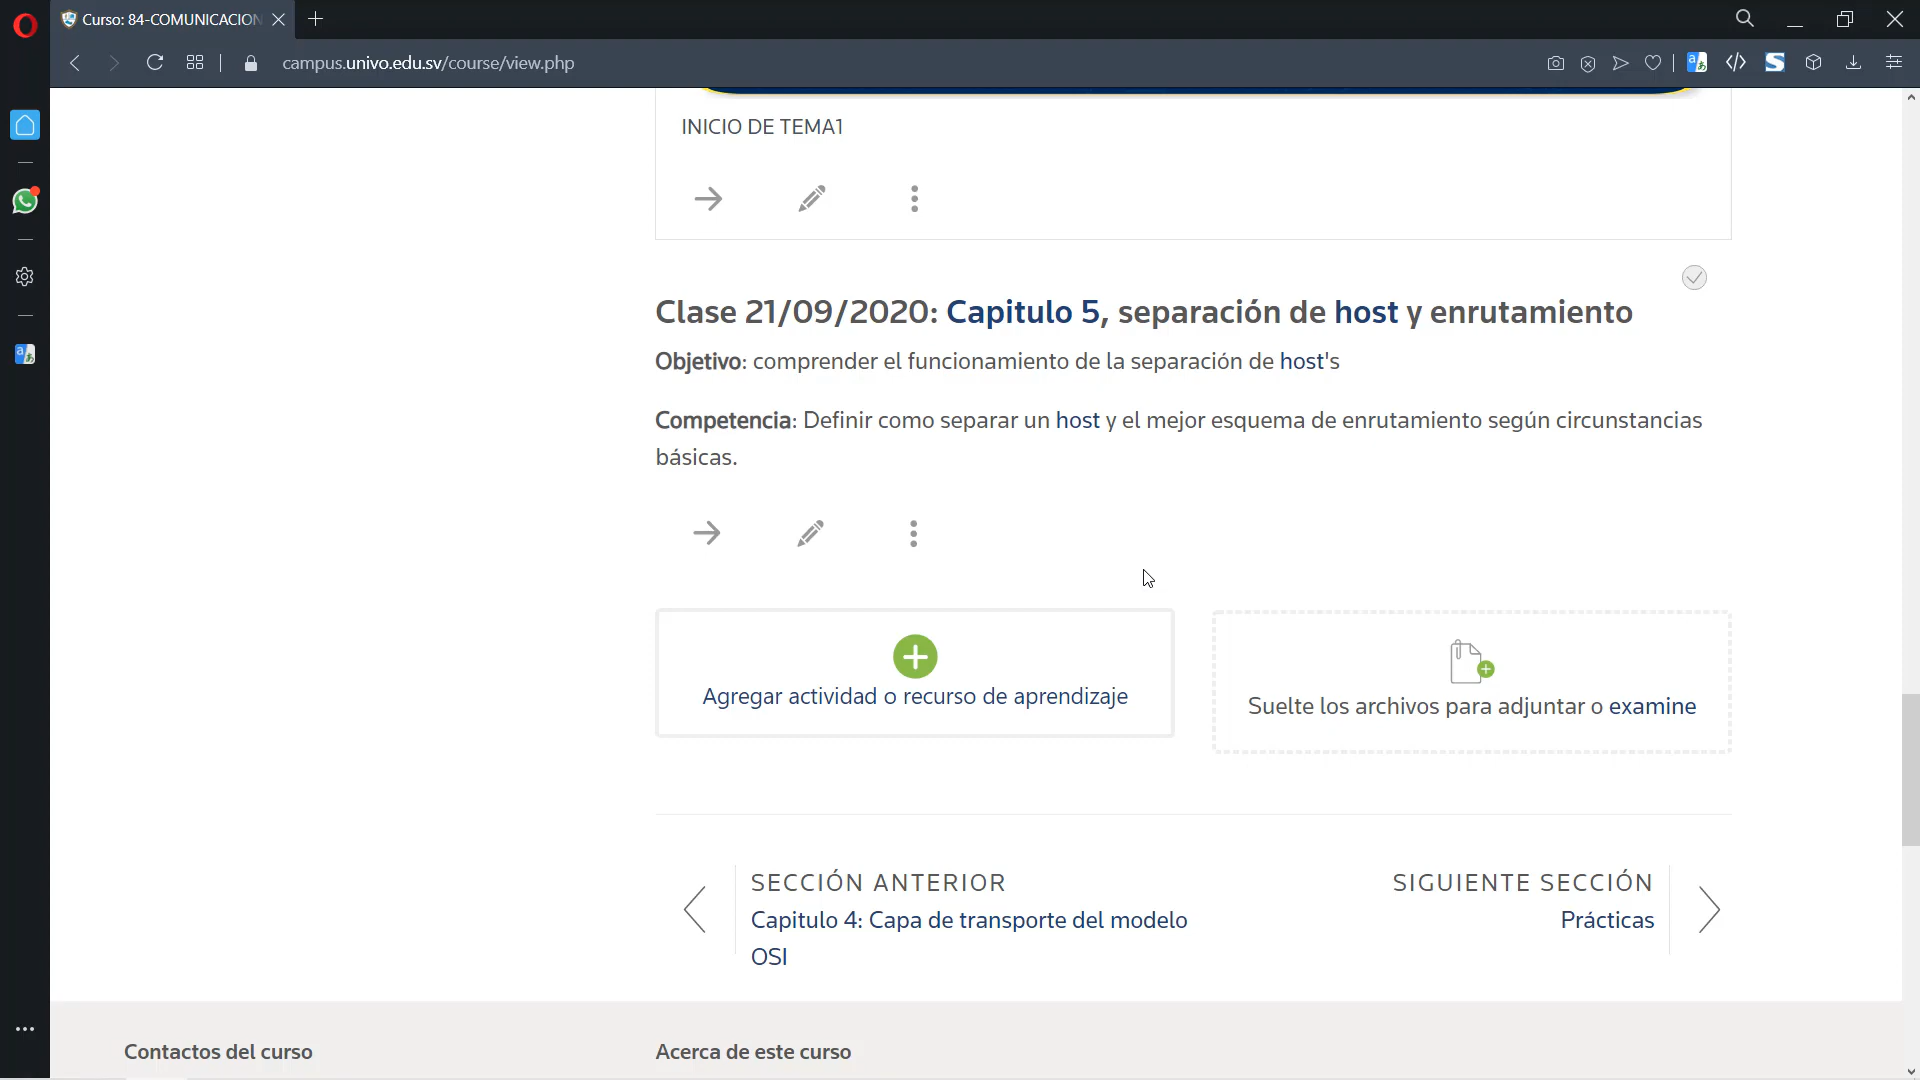 Curso: 84-COMUNICACION
campus.univo.edu.sv/course/view.php
INICIO DE TEMA1
Clase 21/09/2020: Capitulo 5, separación de host y enrutamiento
Objetivo: comprender el funcionamiento de la separación de host's
Competencia: Definir como separar un host y el mejor esquema de enrutamiento según circunstancias
básicas.
Agregar actividad o recurso de aprendizaje
Suelte los archivos para adjuntar o examine
SECCIÓN ANTERIOR
Capitulo 4: Capa de transporte del modelo
OSI
SIGUIENTE SECCIÓN
Prácticas
Contactos del curso
Acerca de este curso